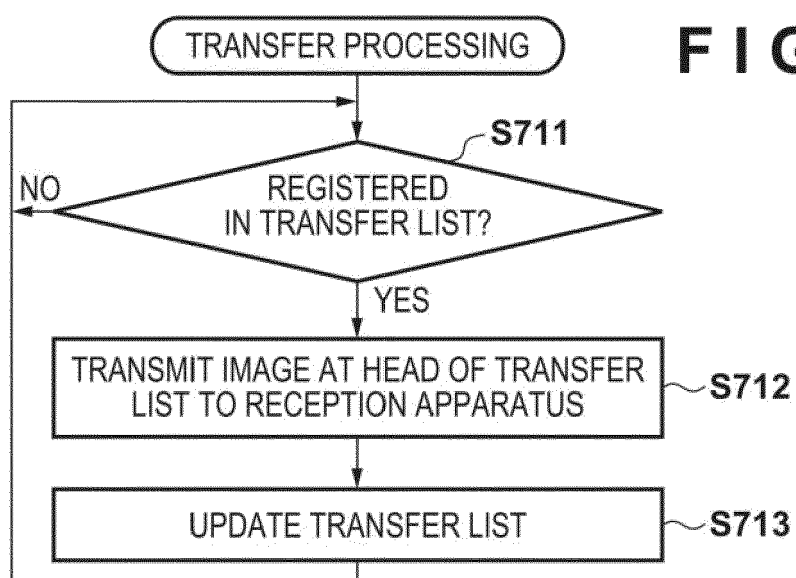 TRANSFER PROCESSING
F I G
S711
REGISTERED
IN TRANSFER LIST?
NO
YES
TRANSMIT IMAGE AT HEAD OF TRANSFER
LIST TO RECEPTION APPARATUS
S712
UPDATE TRANSFER LIST
S713